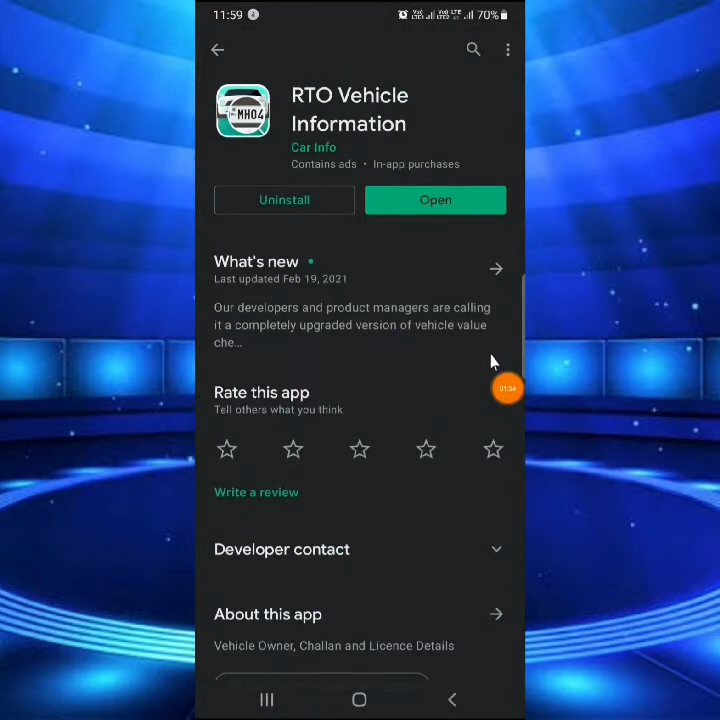 11:59
70%
MH04
RTO Vehicle
Information
Car Info
Contains ads • In-app purchases
Uninstall
Open
What's new •
Last updated Feb 19, 2021
Our developers and product managers are calling
it a completely upgraded version of vehicle value
che...
01:34
Rate this app
Tell others what you think
Write a review
Developer contact
About this app
Vehicle Owner, Challan and Licence Details